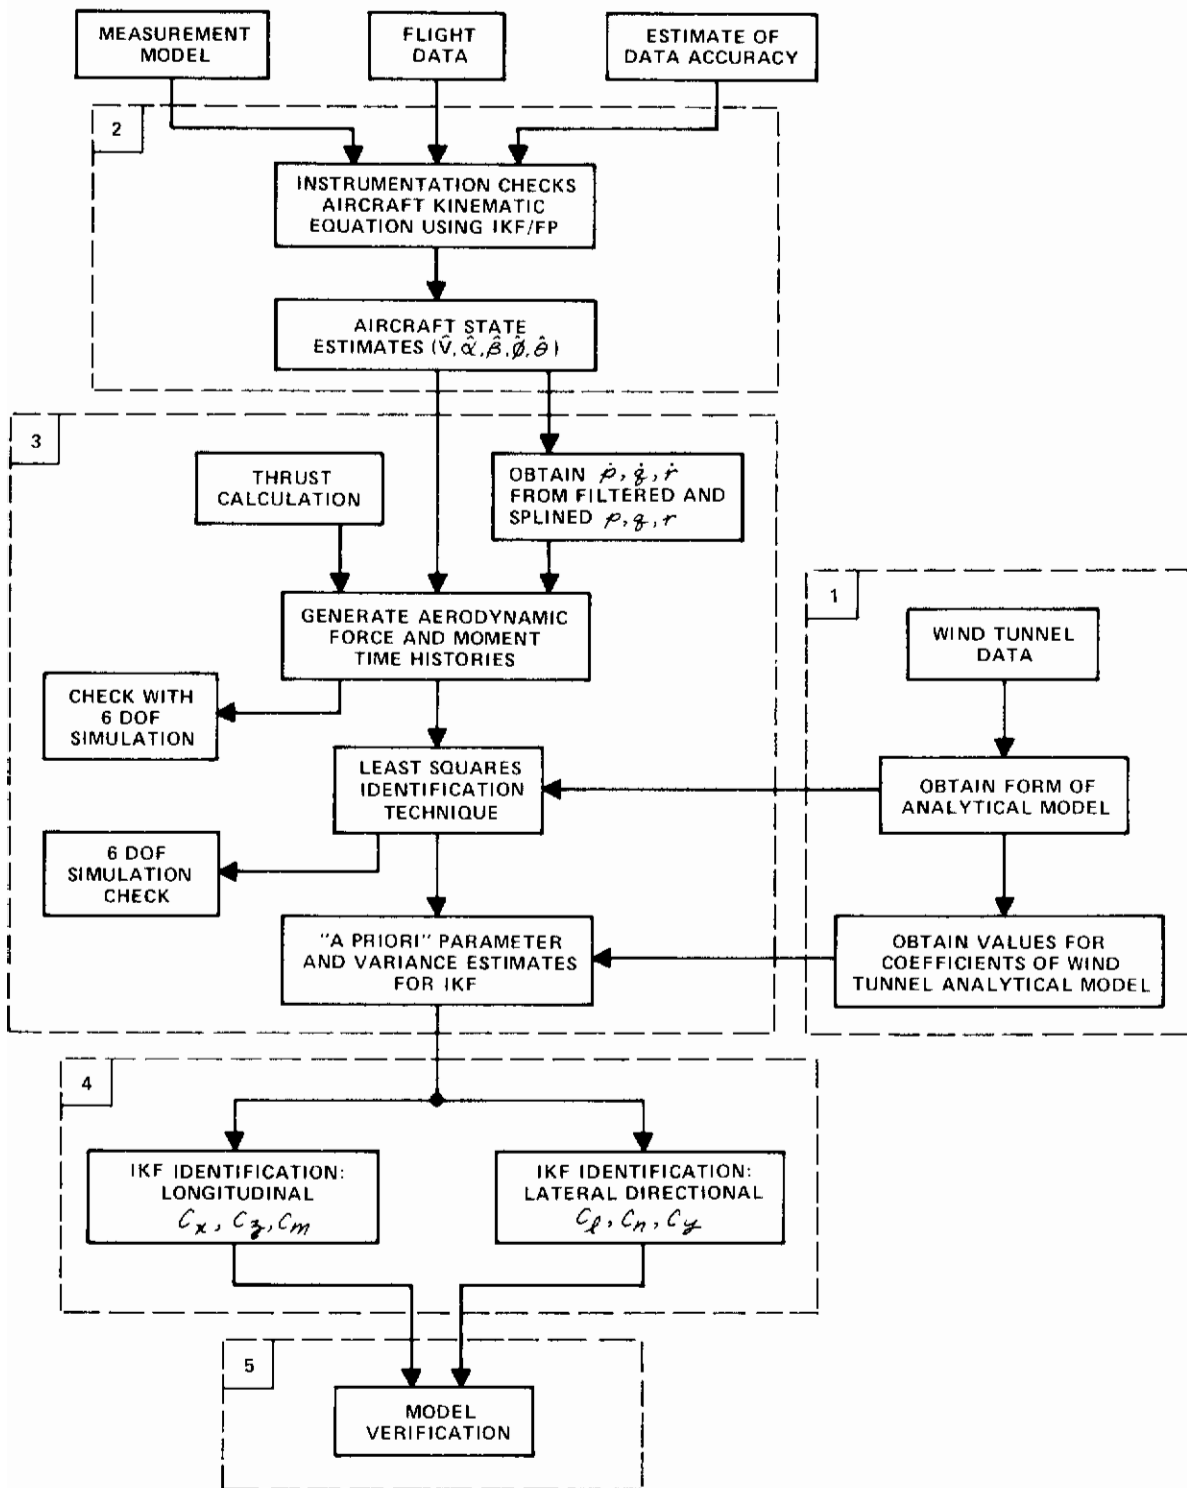 MEASUREMENT
MODEL
FLIGHT
DATA
ESTIMATE OF
DATA ACCURACY
2
INSTRUMENTATION CHECKS
AIRCRAFT KINEMATIC
EQUATION USING IKF/FP
AIRCRAFT STATE
ESTIMATES (V̂, α̂, β̂, φ̂, θ̂)
3
THRUST
CALCULATION
OBTAIN ṗ, q̇, ṙ
FROM FILTERED AND
SPLINED p, q, r
GENERATE AERODYNAMIC
FORCE AND MOMENT
TIME HISTORIES
CHECK WITH
6 DOF
SIMULATION
LEAST SQUARES
IDENTIFICATION
TECHNIQUE
6 DOF
SIMULATION
CHECK
"A PRIORI" PARAMETER
AND VARIANCE ESTIMATES
FOR IKF
1
WIND TUNNEL
DATA
OBTAIN FORM OF
ANALYTICAL MODEL
OBTAIN VALUES FOR
COEFFICIENTS OF WIND
TUNNEL ANALYTICAL MODEL
4
IKF IDENTIFICATION:
LONGITUDINAL
Cx, Cz, Cm
IKF IDENTIFICATION:
LATERAL DIRECTIONAL
Cℓ, Cn, Cy
5
MODEL
VERIFICATION